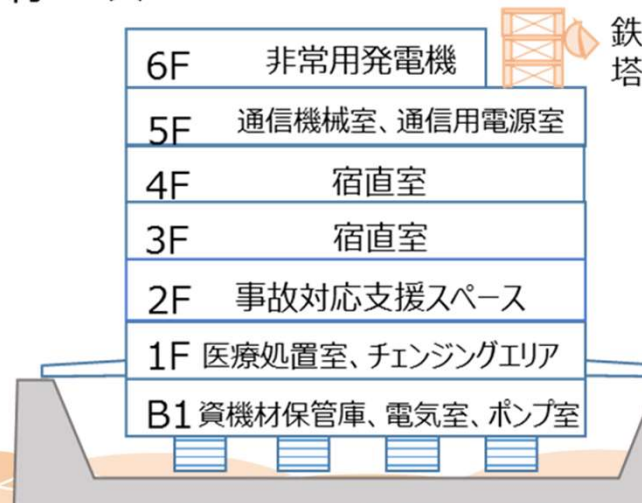 鉄
塔
6F 非常用発電機
5F 通信機械室、通信用電源室
4F 宿直室
3F 宿直室
2F 事故対応支援スペース
1F 医療処置室、チェンジングエリア
B1 資機材保管庫、電気室、ポンプ室